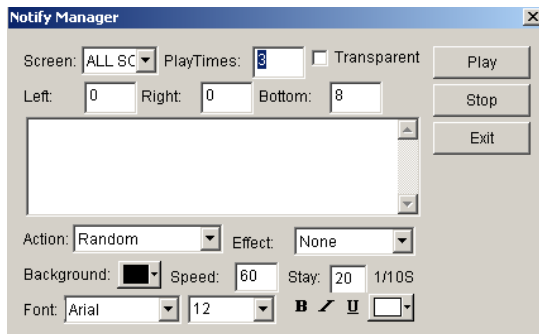 Notify Manager
Screen: ALL SC PlayTimes: 3 Transparent Play
Left: 0 Right: 0 Bottom: 8 Stop
Exit
Action: Random Effect: None
Background: Speed: 60 Stay: 20 1/10S
Font: Arial 12 B I U